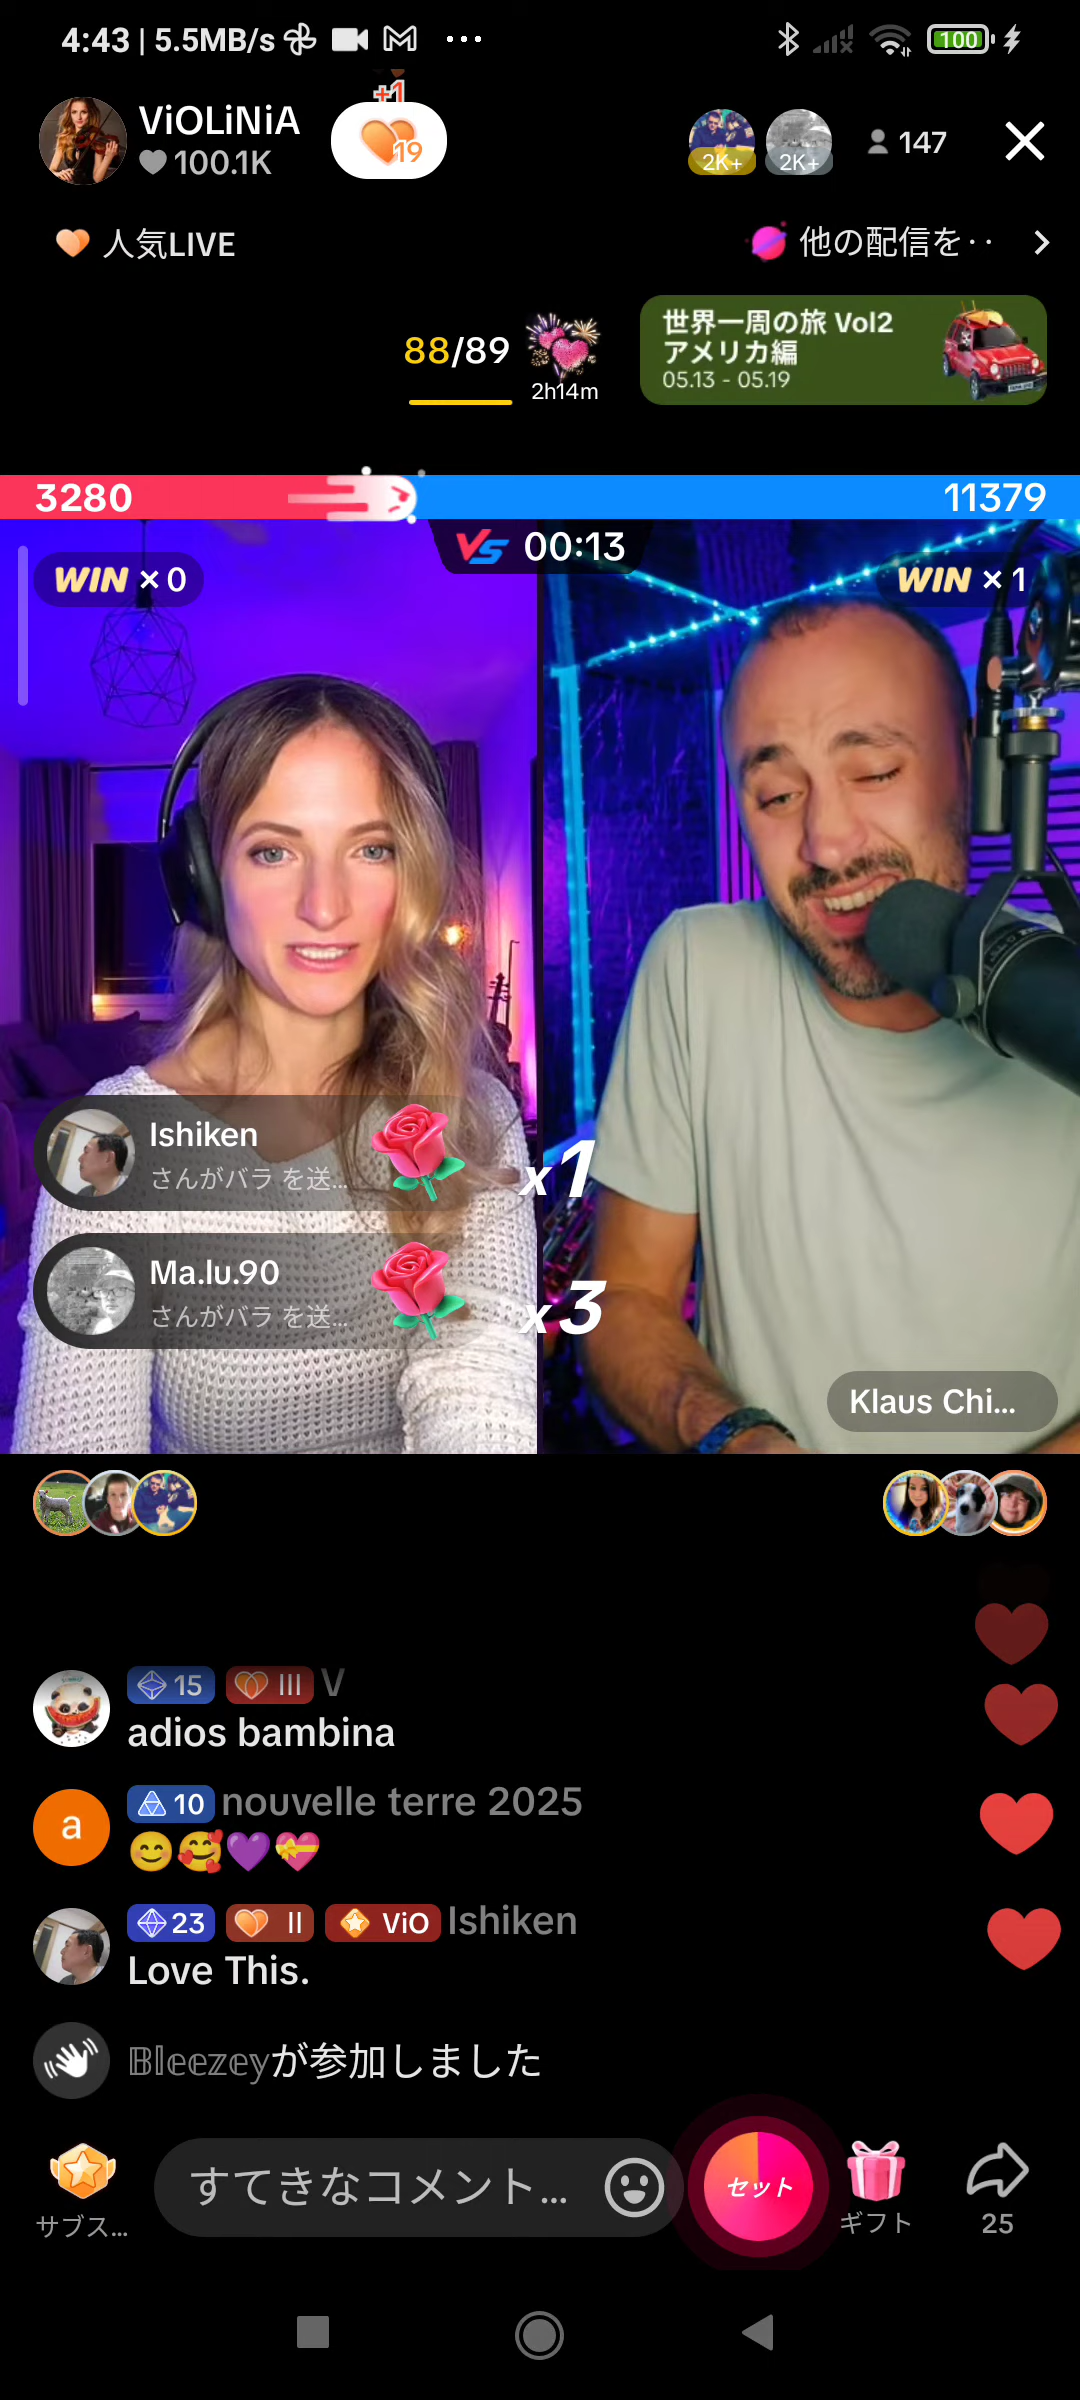 4:43 | 5.5MB/s ...
100
ViOLiNiA
100.1K
+1
19
2K+
2K+
147
人気LIVE
他の配信を‥
88/89
2h14m
世界一周の旅 Vol2
アメリカ編
05.13 - 05.19
3280
11379
VS 00:13
WIN × 0
WIN × 1
Ishiken
さんがバラ を送...
x1
Ma.lu.90
さんがバラ を送...
x3
Klaus Chi...
15 III V
adios bambina
a
10 nouvelle terre 2025
😊🥰💜💝
23 II ViO Ishiken
Love This.
𝔹𝕝𝕖𝕖𝕫𝕖𝕪が参加しました
サブス...
すてきなコメント...
セット
ギフト
25